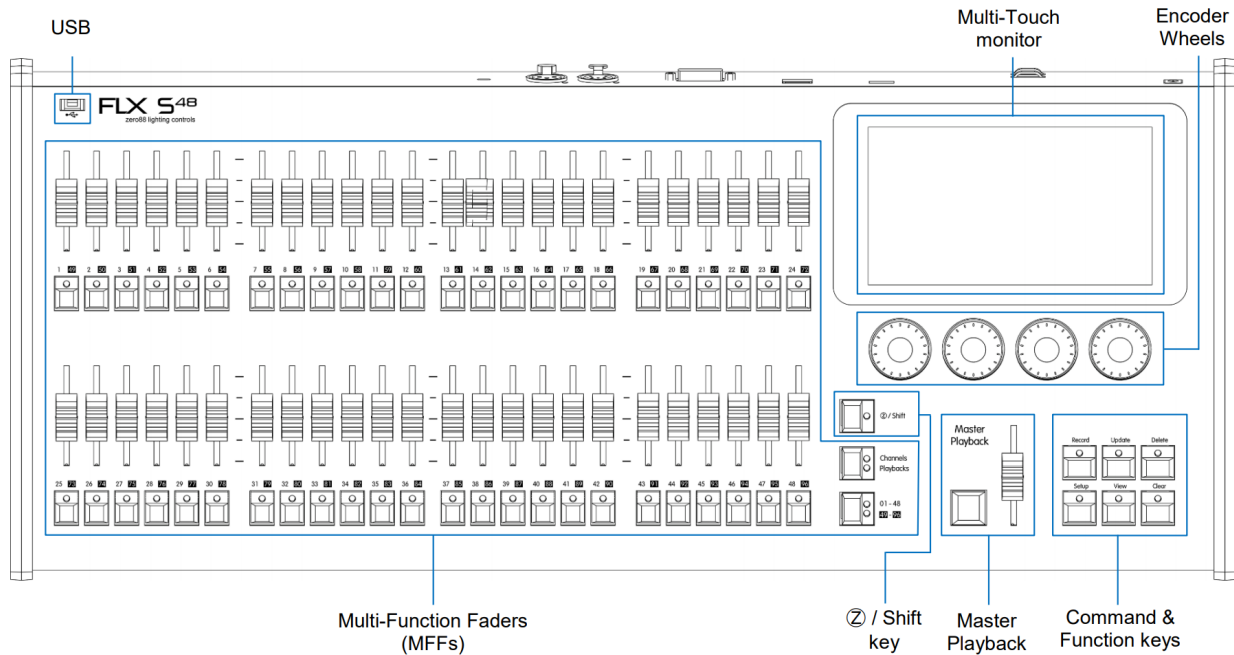 USB
Multi-Touch
monitor
Encoder
Wheels
FLX S48
zero88 lighting controls
1 49 2 50 3 51 4 52 5 53 6 54 7 55 8 56 9 57 10 58 11 59 12 60 13 61 14 62 15 63 16 64 17 65 18 66 19 67 20 68 21 69 22 70 23 71 24 72
Ⓩ / Shift
Channels
Playbacks
01 - 48
49 - 96
Master
Playback
Record Update Delete
Setup View Clear
25 73 26 74 27 75 28 76 29 77 30 78 31 79 32 80 33 81 34 82 35 83 36 84 37 85 38 86 39 87 40 88 41 89 42 90 43 91 44 92 45 93 46 94 47 95 48 96
Multi-Function Faders
(MFFs)
Ⓩ / Shift
key
Master
Playback
Command &
Function keys